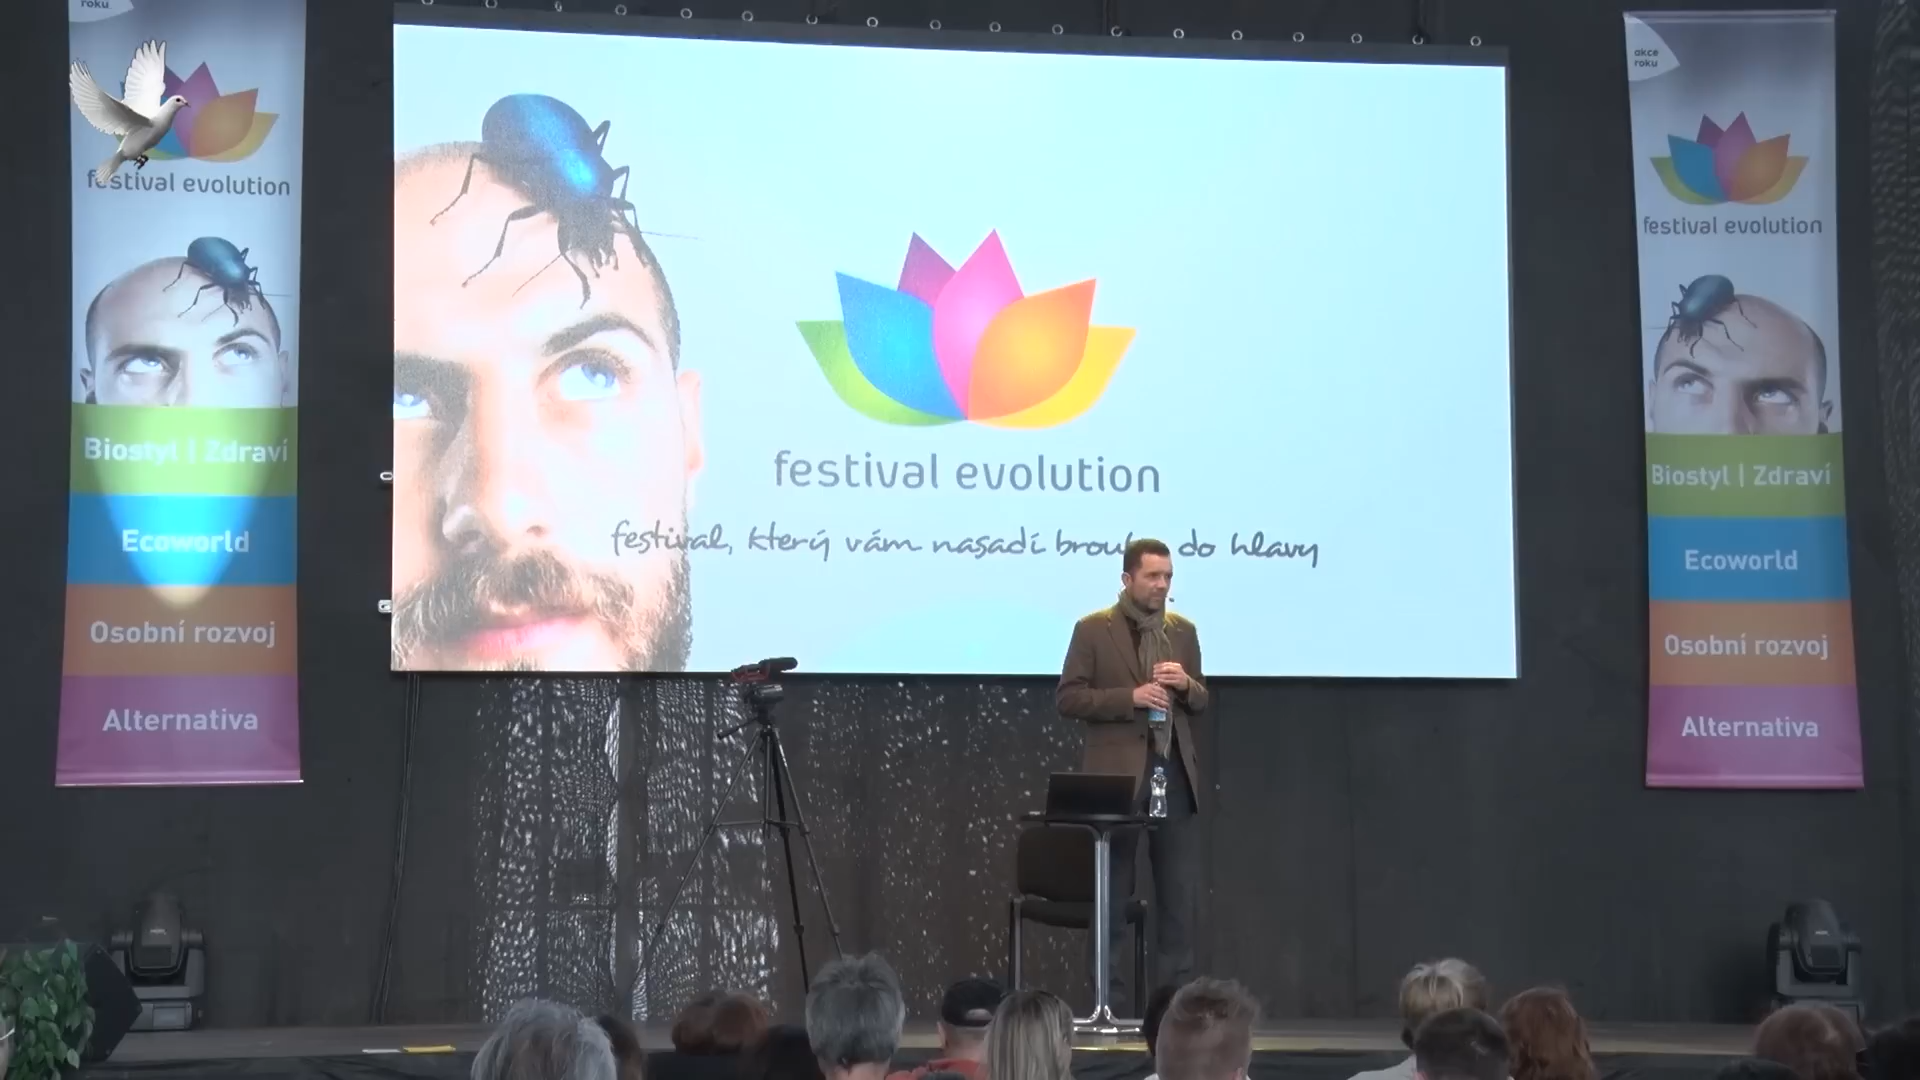 roku
festival evolution
Biostyl | Zdraví
Ecoworld
Osobní rozvoj
Alternativa
festival evolution
festival, který vám nasadí do hlavy
akce
roku
festival evolution
Biostyl | Zdraví
Ecoworld
Osobní rozvoj
Alternativa